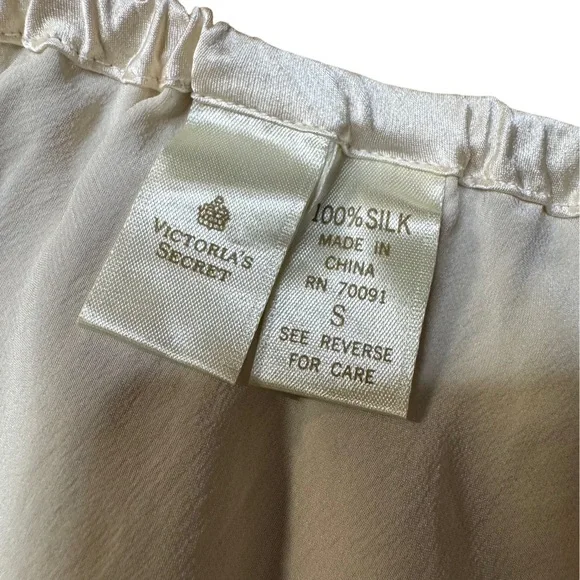 VICTORIA'S
SECRET
100% SILK
MADE IN
CHINA
RN 70091
S
SEE REVERSE
FOR CARE